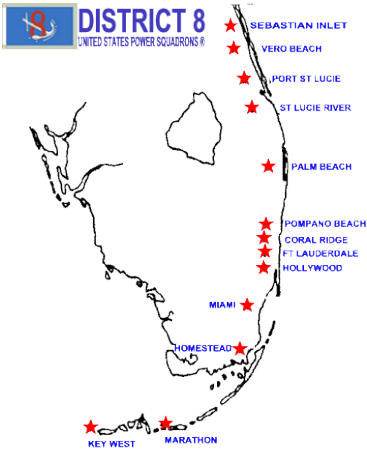 8
DISTRICT 8
UNITED STATES POWER SQUADRONS ®
SEBASTIAN INLET
VERO BEACH
PORT ST LUCIE
ST LUCIE RIVER
PALM BEACH
POMPANO BEACH
CORAL RIDGE
FT LAUDERDALE
HOLLYWOOD
MIAMI
HOMESTEAD
MARATHON
KEY WEST